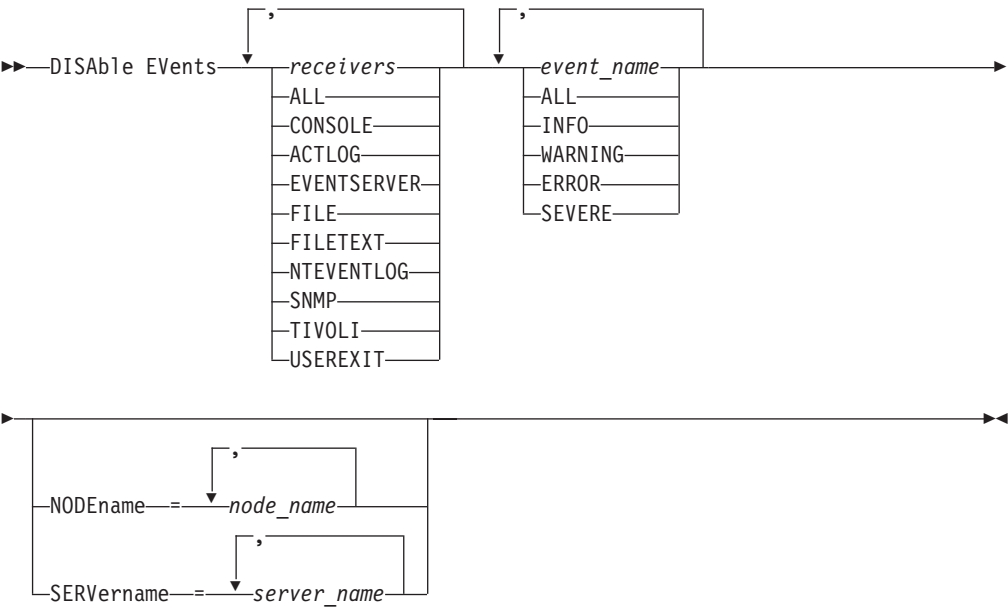 , ,
DISAble EVents receivers event_name
ALL ALL
CONSOLE INFO
ACTLOG WARNING
EVENTSERVER ERROR
FILE SEVERE
FILETEXT
NTEVENTLOG
SNMP
TIVOLI
USEREXIT
,
NODEname = node_name
,
SERVername = server_name